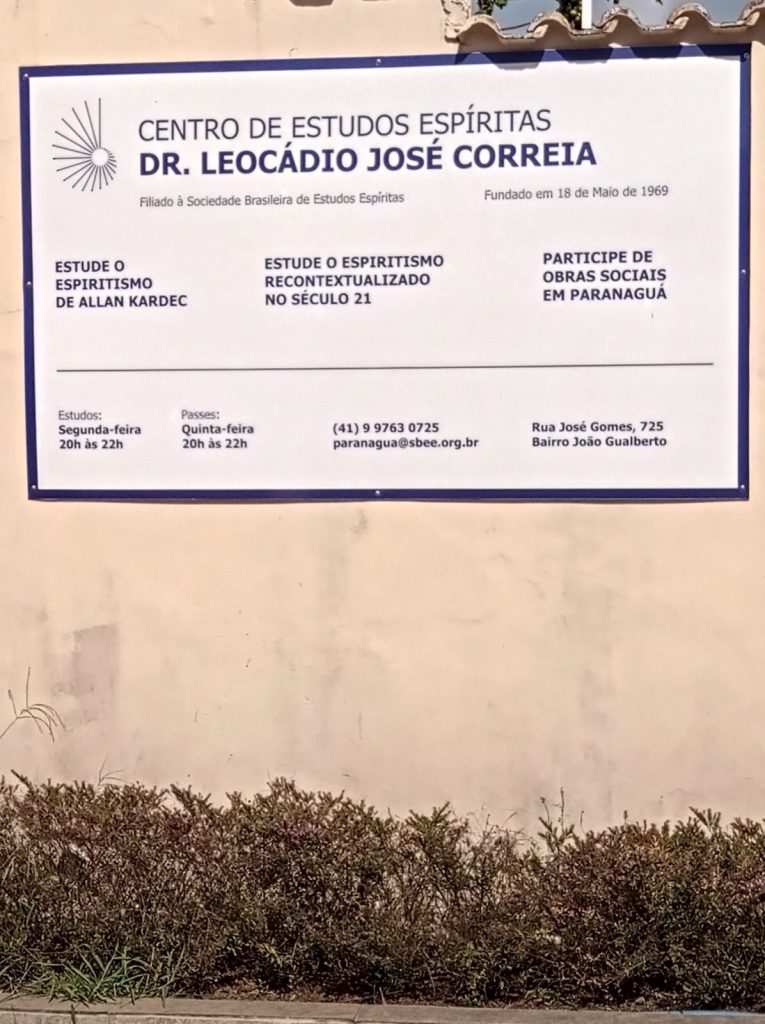 CENTRO DE ESTUDOS ESPÍRITAS
DR. LEOCÁDIO JOSÉ CORREIA
Filiado à Sociedade Brasileira de Estudos Espíritas
Fundado em 18 de Maio de 1969
ESTUDE O
ESPIRITISMO
DE ALLAN KARDEC
ESTUDE O ESPIRITISMO
RECONTEXTUALIZADO
NO SÉCULO 21
PARTICIPE DE
OBRAS SOCIAIS
EM PARANAGUÁ
Estudos:
Segunda-feira
20h às 22h
Passes:
Quinta-feira
20h às 22h
(41) 9 9763 0725
paranagua@sbee.org.br
Rua José Gomes, 725
Bairro João Gualberto